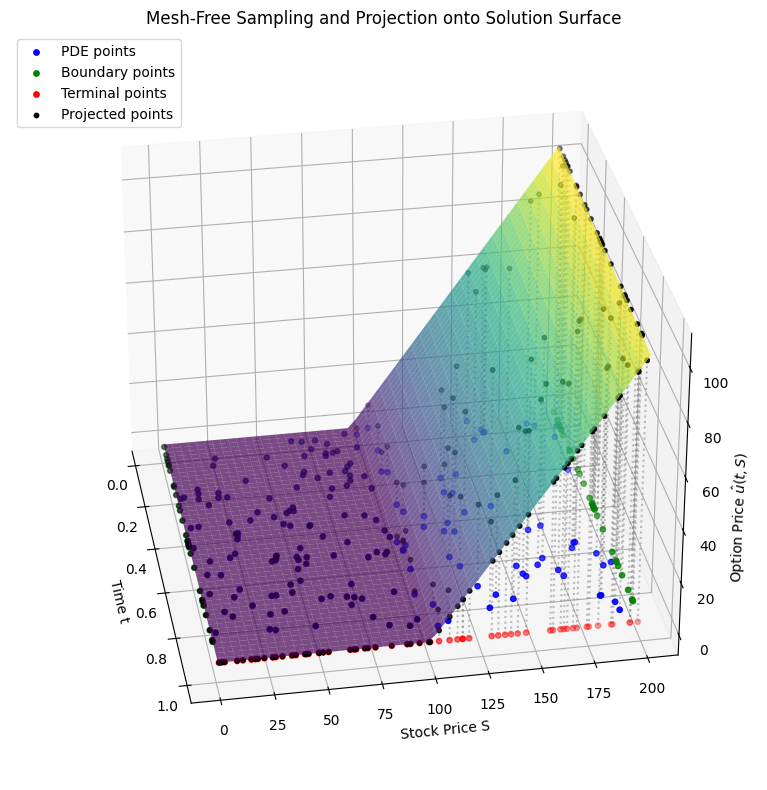 Mesh-Free Sampling and Projection onto Solution Surface
PDE points
Boundary points
Terminal points
Projected points
0.0
0.2
0.4
0.6
0.8
1.0
Time t
0
25
50
75
100
125
150
175
200
Stock Price S
0
20
40
60
80
100
Option Price û(t, S)